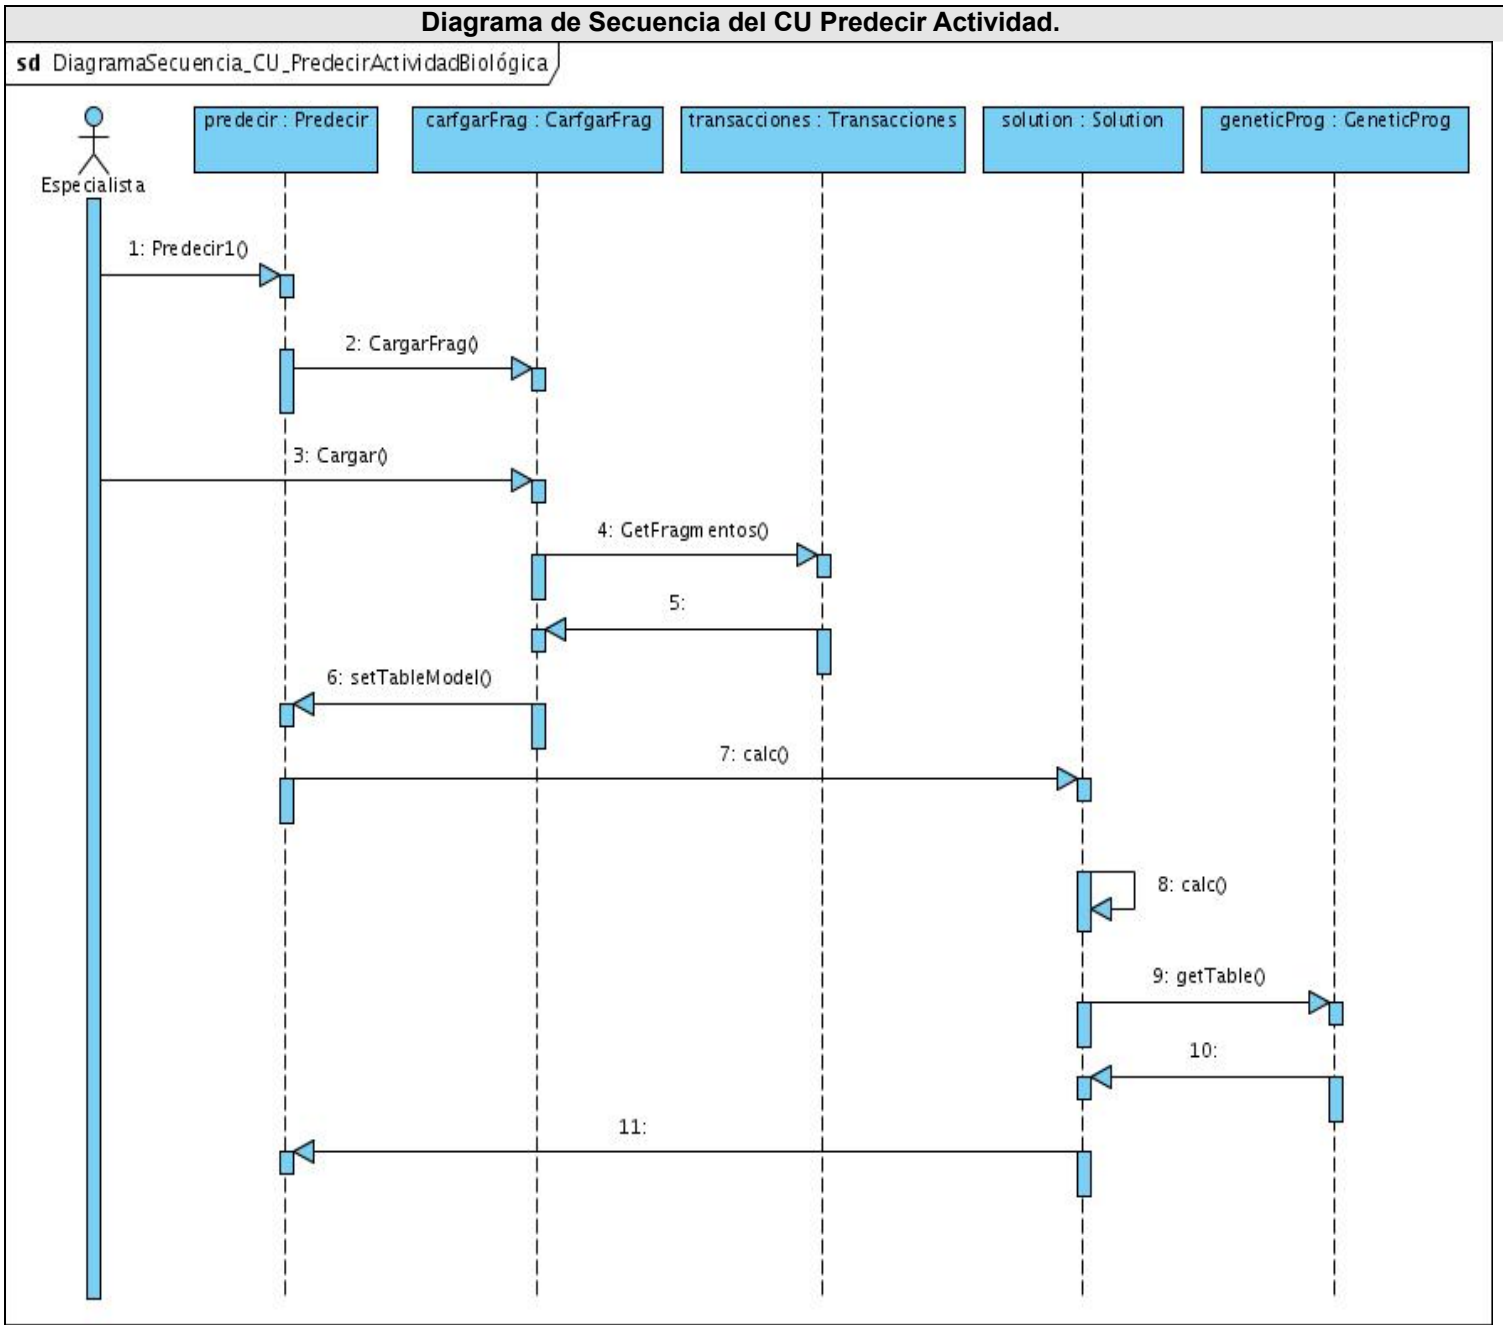 Diagrama de Secuencia del CU Predecir Actividad.
sd DiagramaSecuencia_CU_PredecirActividadBiológica
Especialista
predecir : Predecir
carfgarFrag : CarfgarFrag
transacciones : Transacciones
solution : Solution
geneticProg : GeneticProg
1: Predecir1()
2: CargarFrag()
3: Cargar()
4: GetFragmentos()
5:
6: setTableModel()
7: calc()
8: calc()
9: getTable()
10:
11: